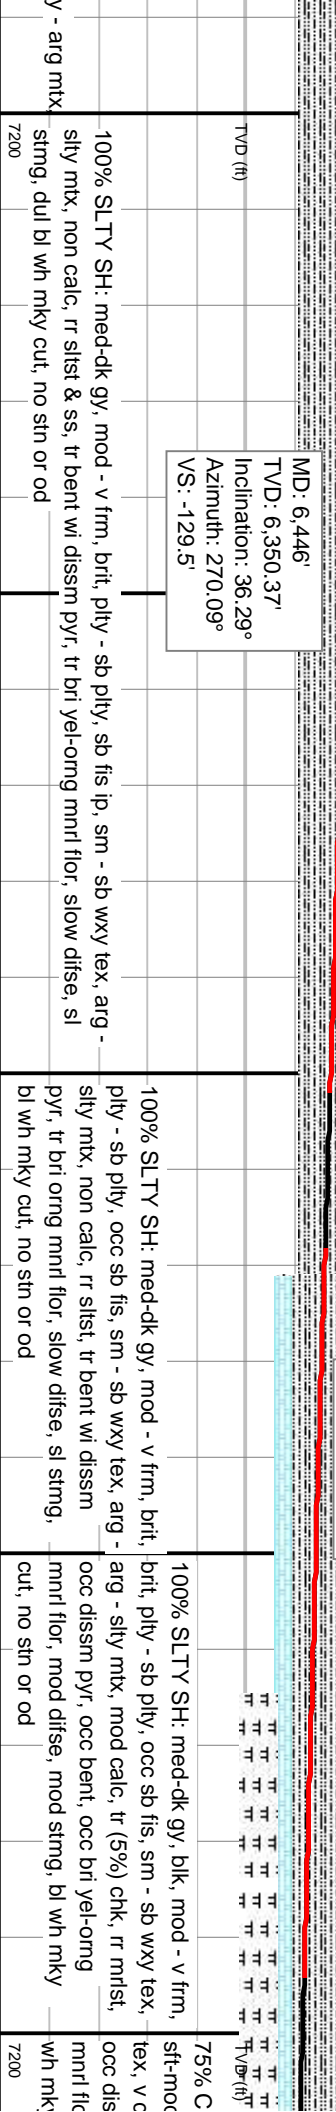 y - arg mtx,
7200
TVD (ft)
100% SLTY SH: med-dk gy, mod - v frm, brit, plty - sb plty, sb fis ip, sm - sb wxy tex, arg -
slty mtx, non calc, rr sltst & ss, tr bent wi dissm pyr, tr bri yel-orng mnrl flor, slow difse, sl
stmg, dul bl wh mky cut, no stn or od
MD: 6,446'
TVD: 6,350.37'
Inclination: 36.29°
Azimuth: 270.09°
VS: -129.5'
100% SLTY SH: med-dk gy, mod - v frm, brit,
plty - sb plty, occ sb fis, sm - sb wxy tex, arg -
slty mtx, non calc, rr sltst, tr bent wi dissm
pyr, tr bri orng mnrl flor, slow difse, sl stmg,
bl wh mky cut, no stn or od
100% SLTY SH: med-dk gy, blk, mod - v frm,
brit, plty - sb plty, occ sb fis, sm - sb wxy tex,
arg - slty mtx, mod calc, tr (5%) chk, rr mrlst,
occ dissm pyr, occ bent, occ bri yel-orng
mnrl flor, mod difse, mod stmg, bl wh mky
cut, no stn or od
TVD (ft)
75% C
sft-mod
tex, v c
occ dis
mnrl flo
wh mky
7200